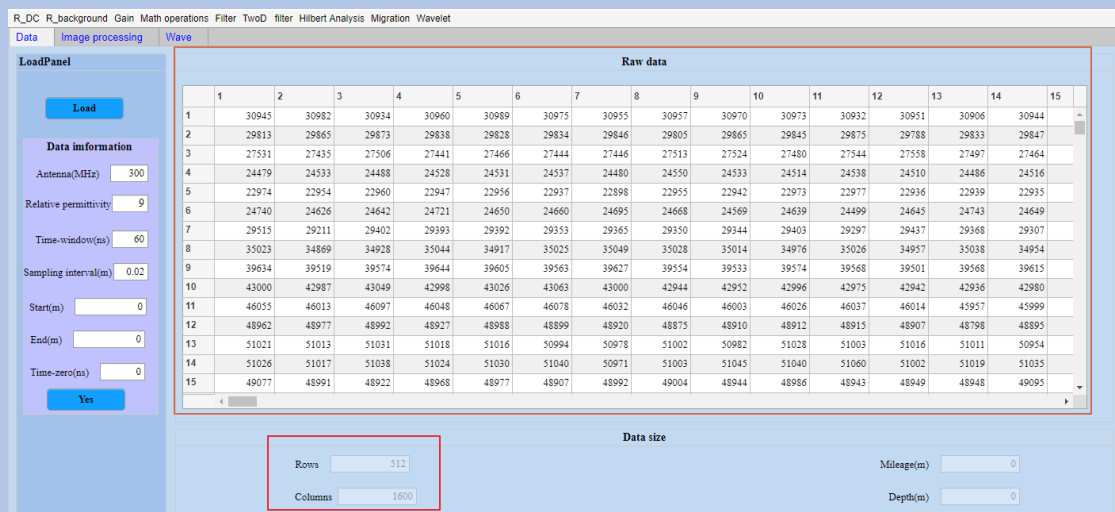 R_DC R_background Gain Math operations Filter TwoD filter Hilbert Analysis Migration Wavelet
Data Image processing Wave
LoadPanel
Load
Data imformation
Antenna(MHz) 300
Relative permittivity 9
Time-window(ns) 60
Sampling interval(m) 0.02
Start(m) 0
End(m) 0
Time-zero(ns) 0
Yes
Raw data
1 2 3 4 5 6 7 8 9 10 11 12 13 14 15
1 30945 30982 30934 30960 30989 30975 30955 30957 30970 30973 30932 30951 30906 30944
2 29813 29865 29873 29838 29828 29834 29846 29805 29865 29845 29875 29788 29833 29847
3 27531 27435 27506 27441 27466 27444 27446 27513 27524 27480 27544 27558 27497 27464
4 24479 24533 24488 24528 24531 24537 24480 24550 24533 24514 24538 24510 24486 24516
5 22974 22954 22960 22947 22956 22937 22898 22955 22942 22973 22977 22936 22939 22935
6 24740 24626 24642 24721 24650 24660 24695 24668 24569 24639 24499 24645 24743 24649
7 29515 29211 29402 29393 29392 29353 29365 29350 29344 29403 29297 29437 29368 29307
8 35023 34869 34928 35044 34917 35025 35049 35028 35014 34976 35026 34957 35038 34954
9 39634 39519 39574 39644 39605 39563 39627 39554 39533 39574 39568 39501 39568 39615
10 43000 42987 43049 42998 43026 43063 43000 42944 42952 42996 42975 42942 42936 42980
11 46055 46013 46097 46048 46067 46078 46032 46046 46003 46026 46037 46014 45957 45999
12 48962 48977 48992 48927 48988 48899 48920 48875 48910 48912 48915 48907 48798 48895
13 51021 51013 51031 51018 51016 50994 50978 51002 50982 51028 51003 51016 51011 50954
14 51026 51017 51038 51024 51030 51040 50971 51003 51045 51040 51060 51002 51019 51035
15 49077 48991 48922 48968 48977 48907 48992 49004 48944 48986 48943 48949 48948 49095
Data size
Rows 512 Mileage(m) 0
Columns 1600 Depth(m) 0